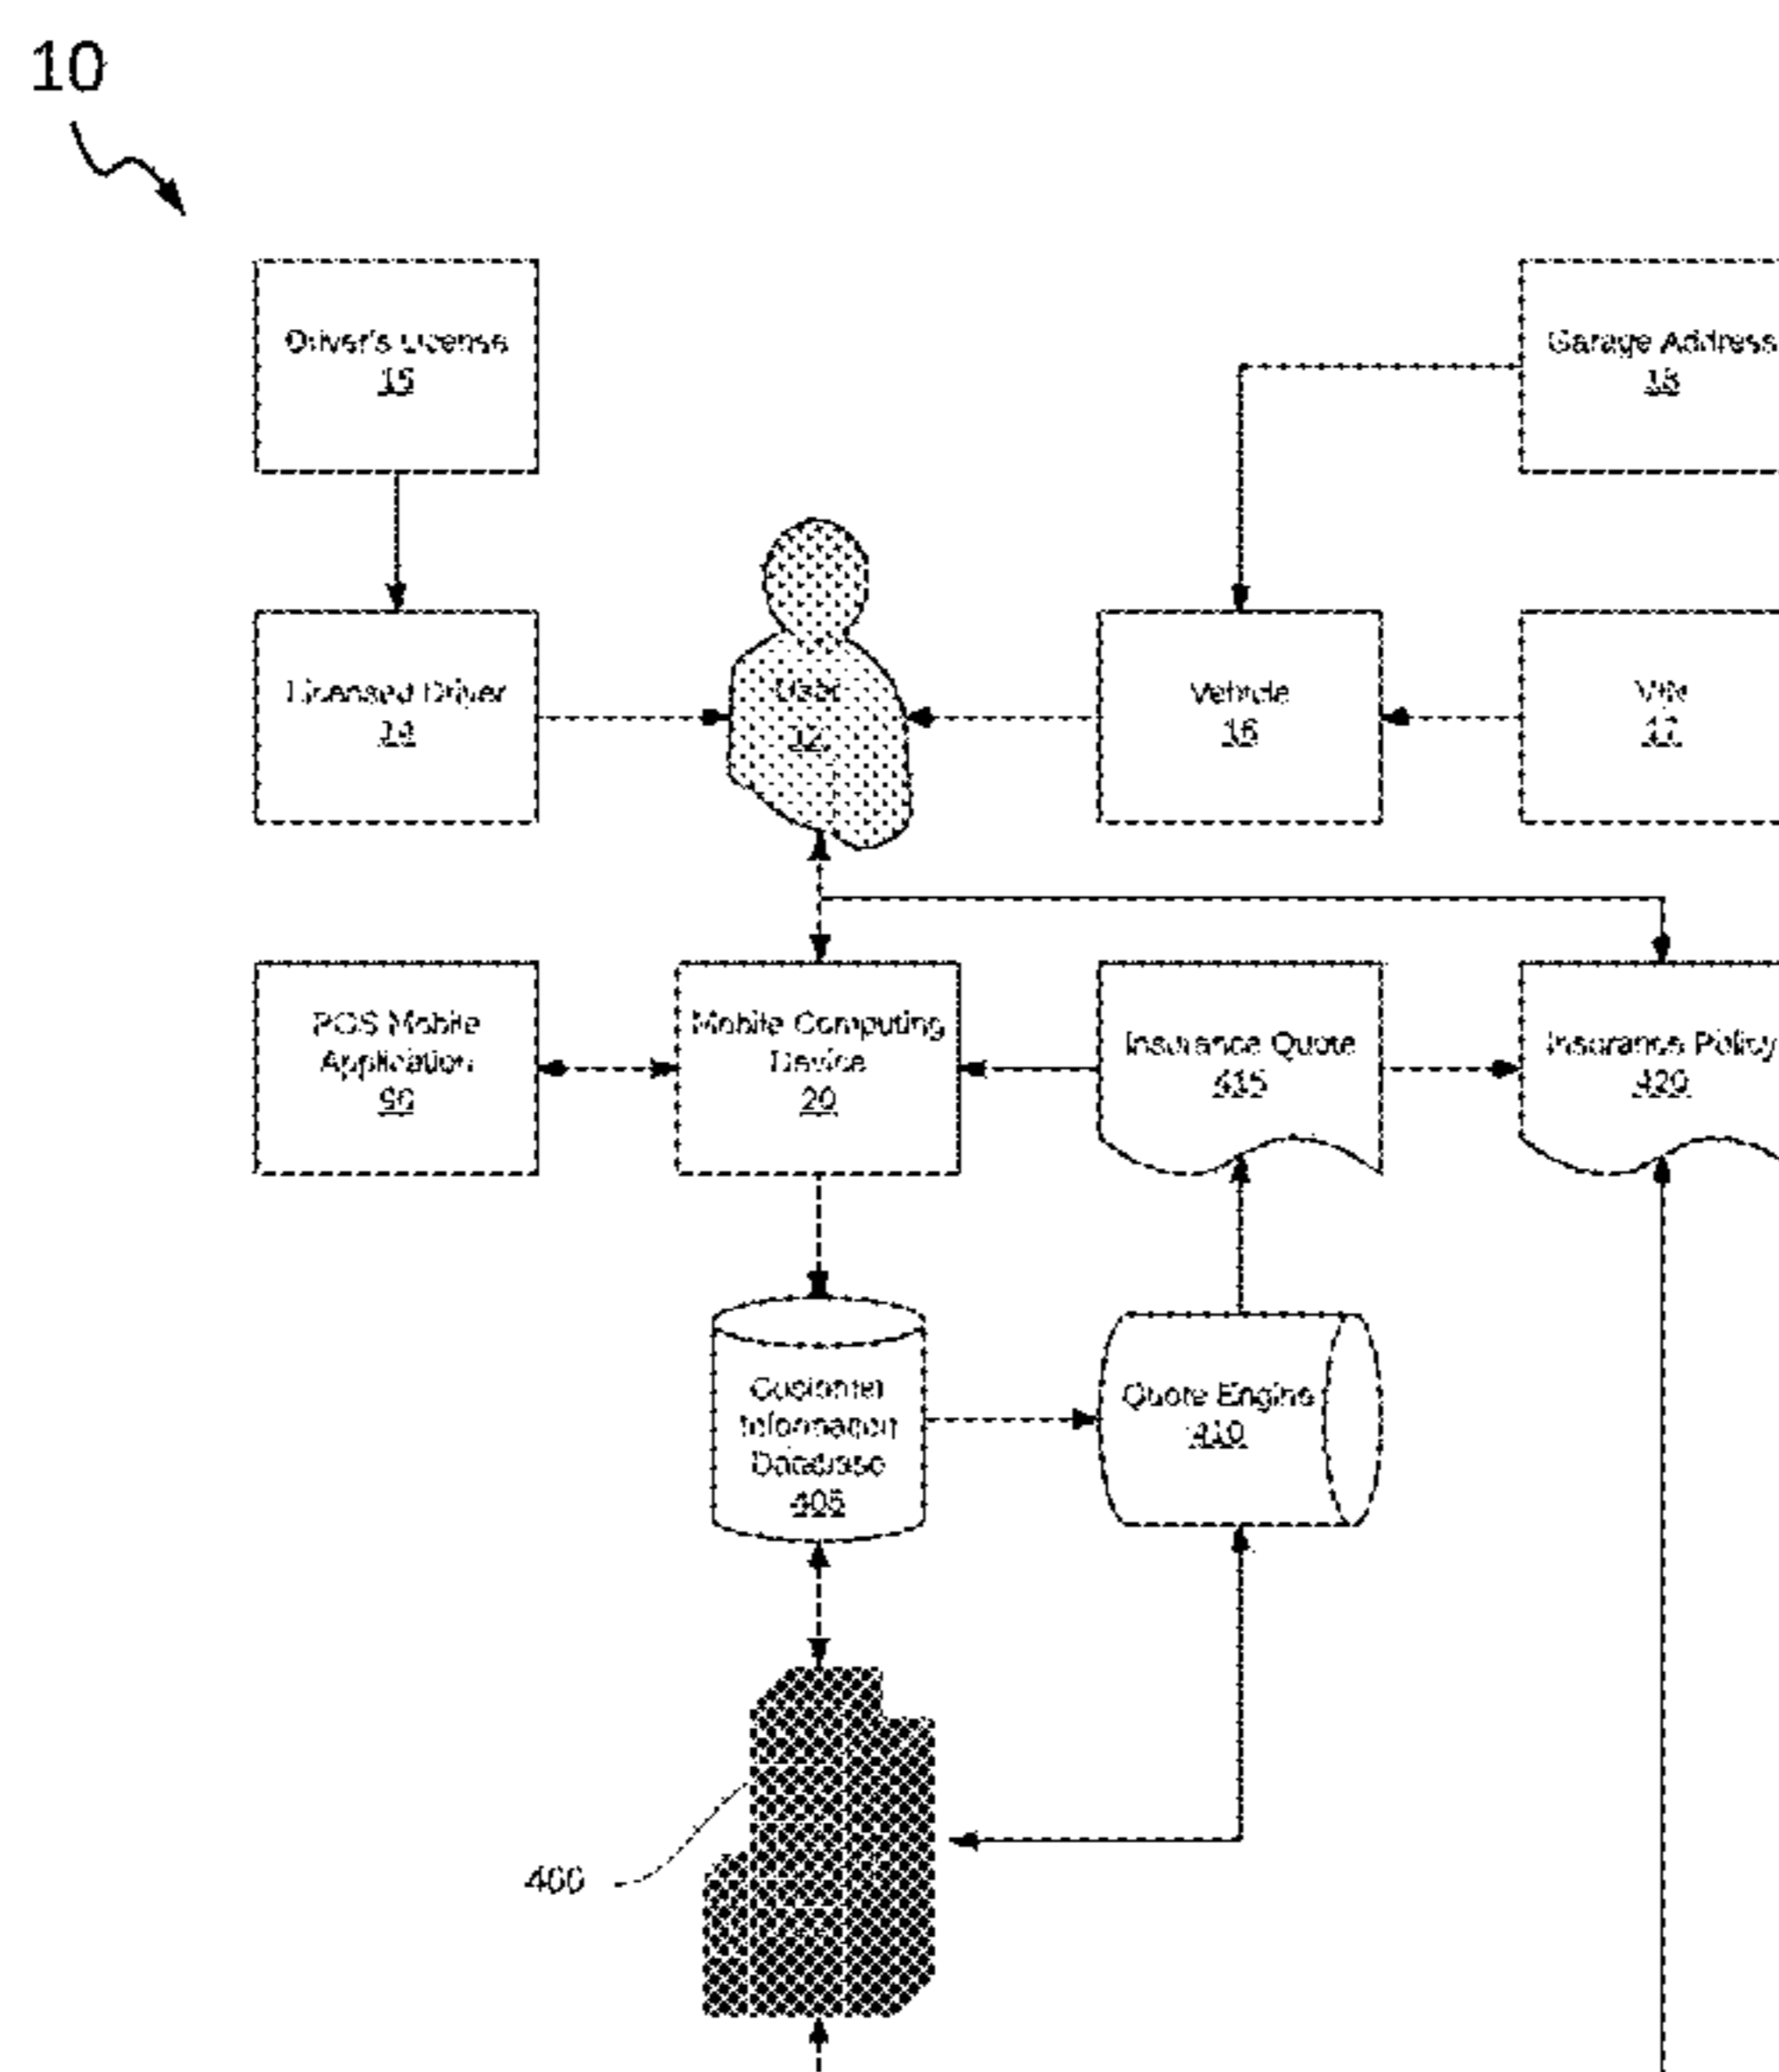 10
Driver's License
15
Garage Address
18
Licensed Driver
14
User
12
Vehicle
16
VIN
17
POS Mobile
Application
90
Mobile Computing
Device
20
Insurance Quote
415
Insurance Policy
420
Customer
Information
Database
405
Quote Engine
410
400